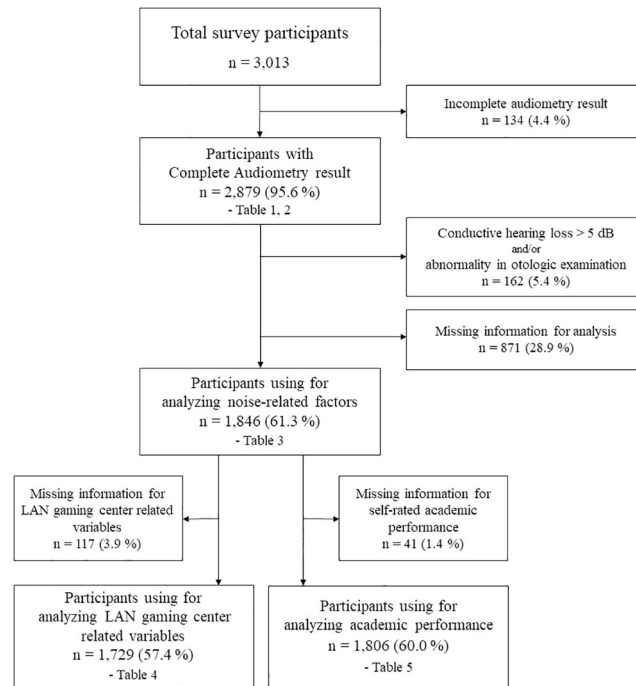 Total survey participants
n = 3,013
Incomplete audiometry result
n = 134 (4.4 %)
Participants with
Complete Audiometry result
n = 2,879 (95.6 %)
- Table 1, 2
Conductive hearing loss > 5 dB
and/or
abnormality in otologic examination
n = 162 (5.4 %)
Missing information for analysis
n = 871 (28.9 %)
Participants using for
analyzing noise-related factors
n = 1,846 (61.3 %)
- Table 3
Missing information for
LAN gaming center related
variables
n = 117 (3.9 %)
Missing information for
self-rated academic
performance
n = 41 (1.4 %)
Participants using for
analyzing LAN gaming center
related variables
n = 1,729 (57.4 %)
- Table 4
Participants using for
analyzing academic performance
n = 1,806 (60.0 %)
- Table 5